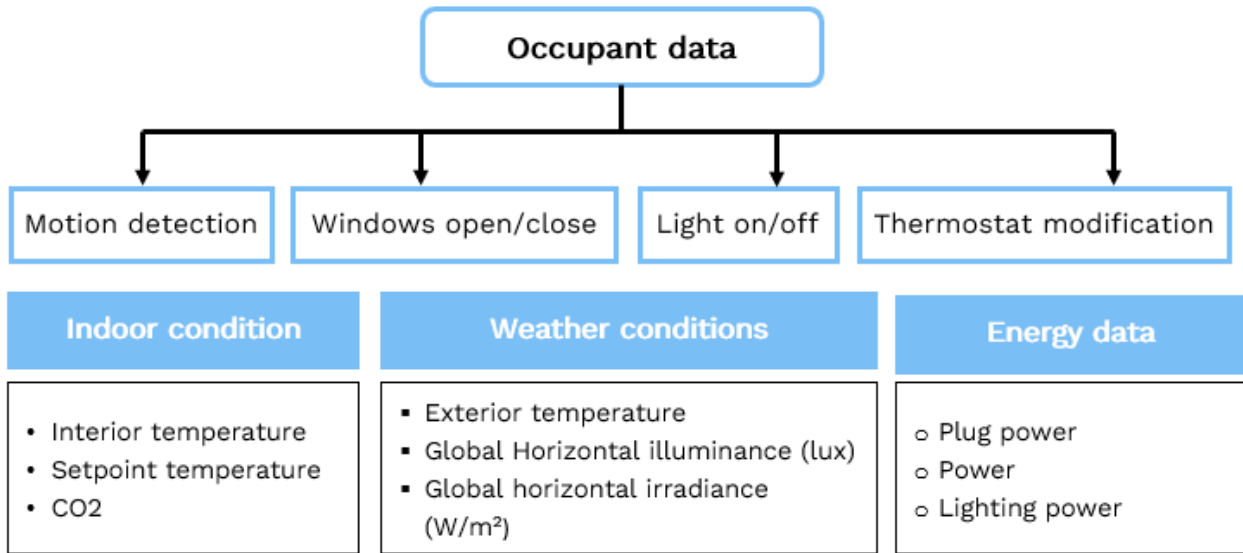 Occupant data
Motion detection
Windows open/close
Light on/off
Thermostat modification
Indoor condition
Weather conditions
Energy data
• Interior temperature
• Setpoint temperature
• CO2
▪ Exterior temperature
▪ Global Horizontal illuminance (lux)
▪ Global horizontal irradiance
(W/m²)
o Plug power
o Power
o Lighting power